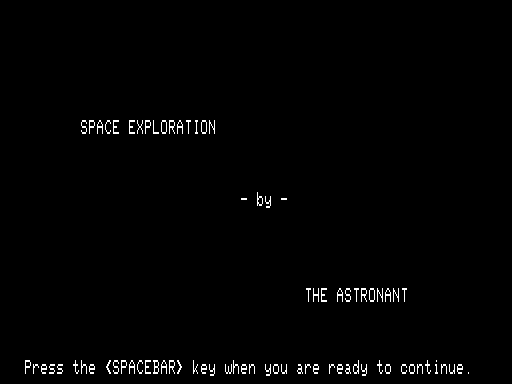 SPACE EXPLORATION
- by -
THE ASTRONANT
Press the <SPACEBAR> key when you are ready to continue.